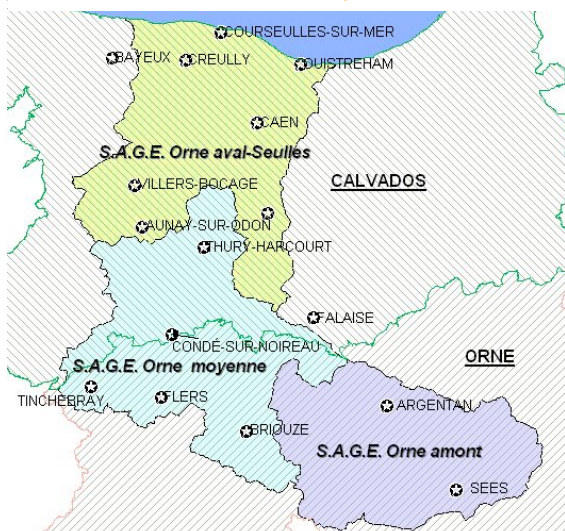 COURSEULLES-SUR-MER
BAYEUX
CREULLY
OUISTREHAM
CAEN
S.A.G.E. Orne aval-Seulles
VILLERS-BOCAGE
CALVADOS
AUNAY-SUR-ODON
THURY-HARCOURT
FALAISE
CONDÉ-SUR-NOIREAU
ORNE
S.A.G.E. Orne moyenne
TINCHEBRAY
FLERS
ARGENTAN
BRIOUZE
S.A.G.E. Orne amont
SEES